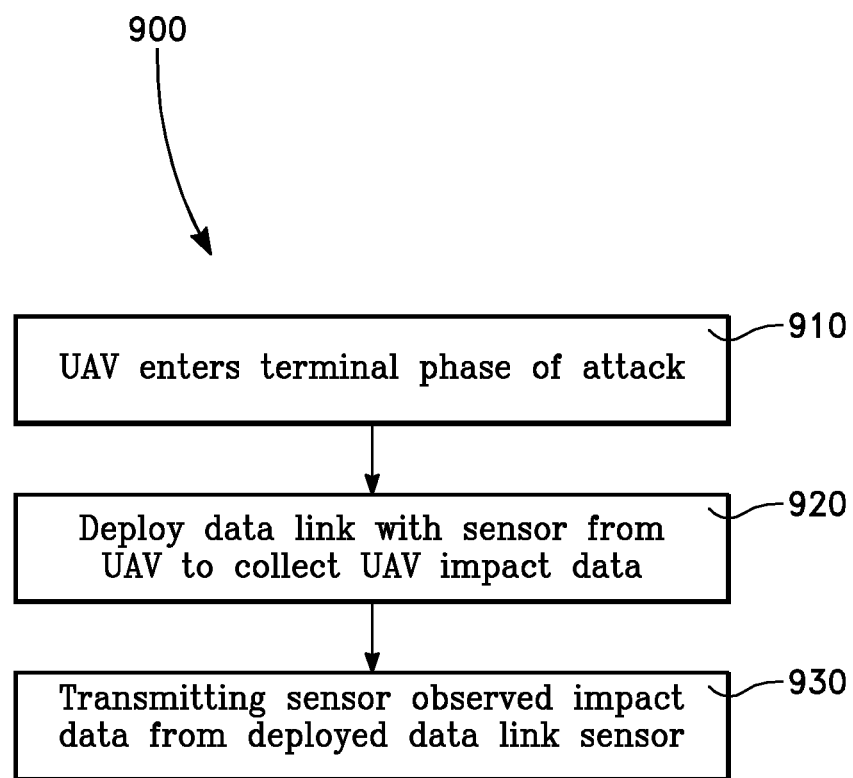 900
910
UAV enters terminal phase of attack
920
Deploy data link with sensor from
UAV to collect UAV impact data
930
Transmitting sensor observed impact
data from deployed data link sensor